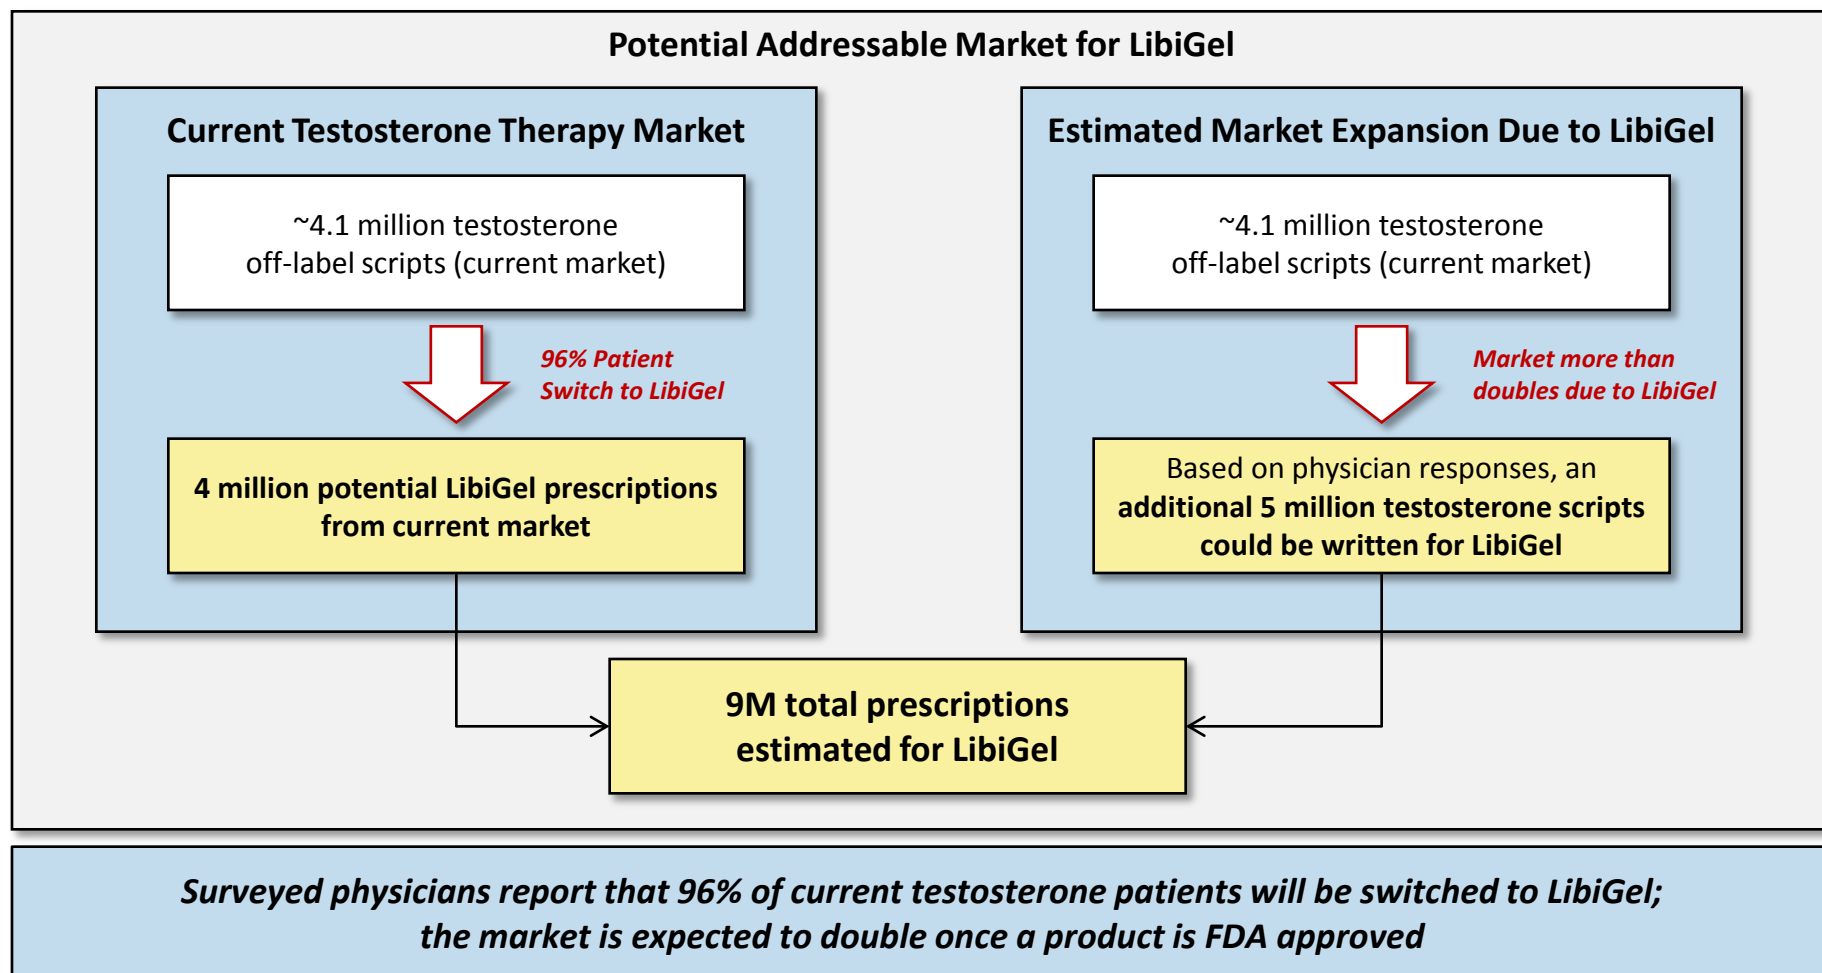 Potential Addressable Market for LibiGel
Current Testosterone Therapy Market
~4.1 million testosterone
off-label scripts (current market)
96% Patient
Switch to LibiGel
4 million potential LibiGel prescriptions
from current market
Estimated Market Expansion Due to LibiGel
~4.1 million testosterone
off-label scripts (current market)
Market more than
doubles due to LibiGel
Based on physician responses, an
additional 5 million testosterone scripts
could be written for LibiGel
9M total prescriptions
estimated for LibiGel
Surveyed physicians report that 96% of current testosterone patients will be switched to LibiGel;
the market is expected to double once a product is FDA approved